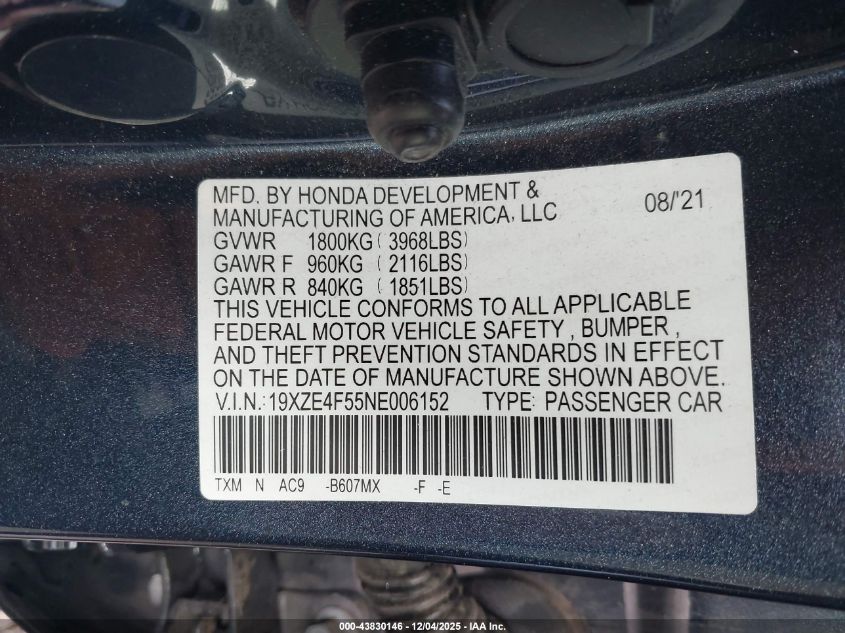 MFD. BY HONDA DEVELOPMENT &
MANUFACTURING OF AMERICA, LLC 08/'21
GVWR 1800KG ( 3968LBS)
GAWR F 960KG ( 2116LBS)
GAWR R 840KG ( 1851LBS)
THIS VEHICLE CONFORMS TO ALL APPLICABLE
FEDERAL MOTOR VEHICLE SAFETY , BUMPER ,
AND THEFT PREVENTION STANDARDS IN EFFECT
ON THE DATE OF MANUFACTURE SHOWN ABOVE.
V.I.N.: 19XZE4F55NE006152 TYPE: PASSENGER CAR
TXM N AC9 -B607MX -F -E
000-43830146 - 12/04/2025 - IAA Inc.